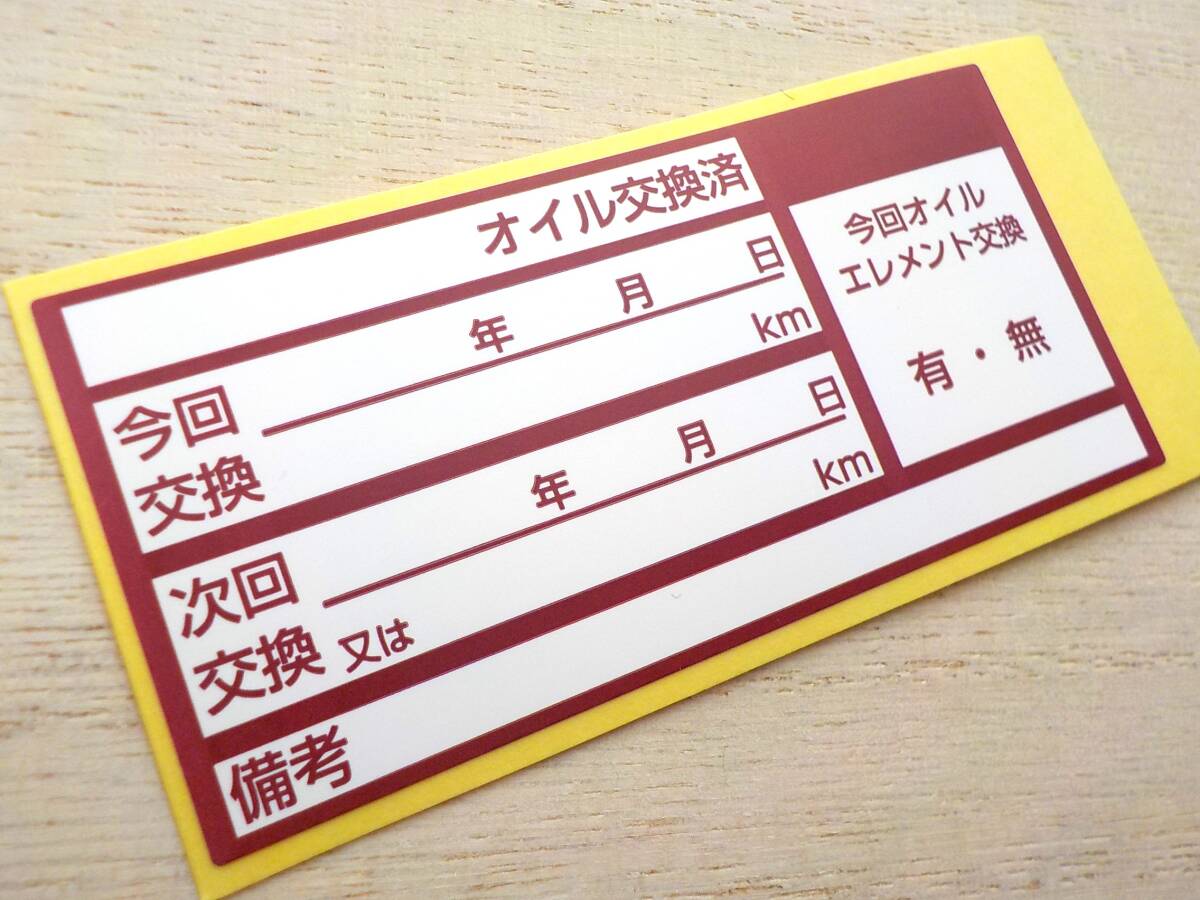 オイル交換済
今回交換
年 月 日
km
次回交換
年 月 日
又は km
備考
今回オイル
エレメント交換
有・無